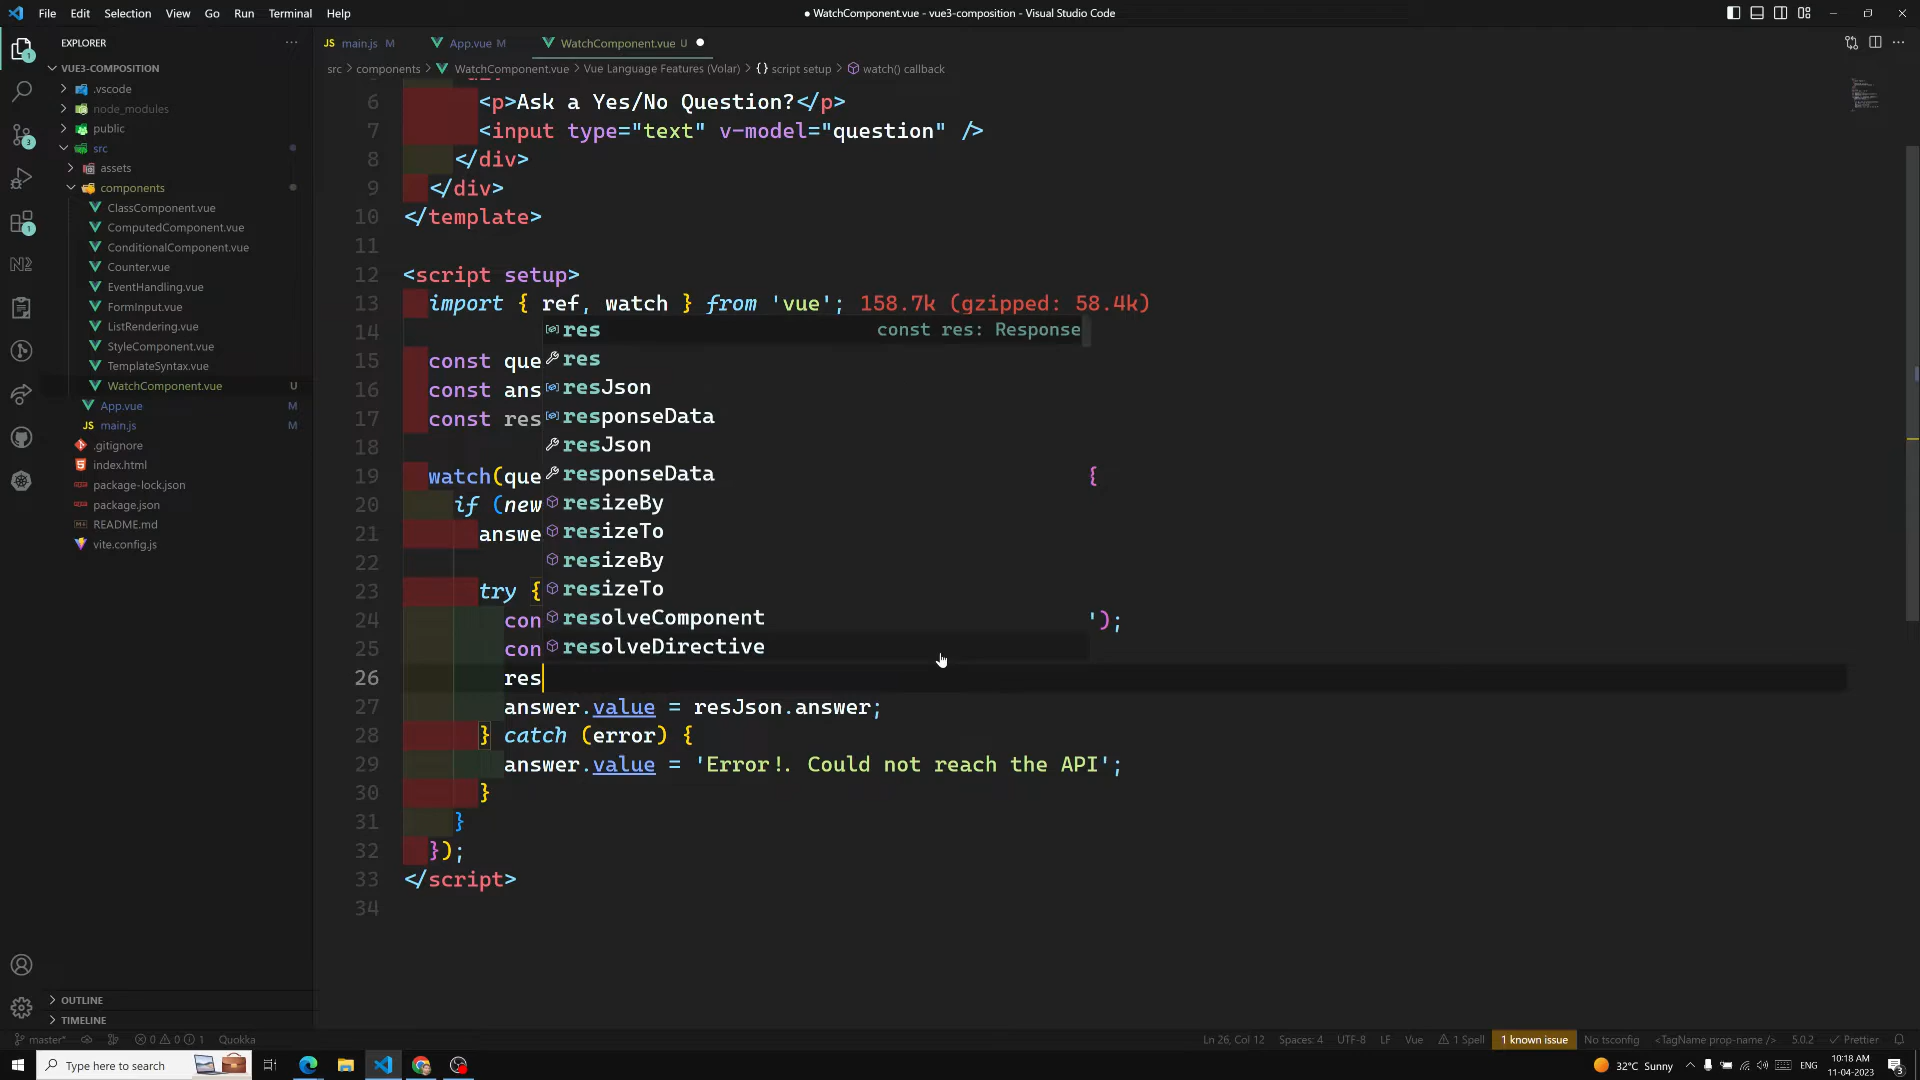 File Edit Selection View Go Run Terminal Help
● WatchComponent.vue - vue3-composition - Visual Studio Code
EXPLORER
VUE3-COMPOSITION
.vscode
node_modules
public
src
assets
components
ClassComponent.vue
ComputedComponent.vue
ConditionalComponent.vue
Counter.vue
EventHandling.vue
FormInput.vue
ListRendering.vue
StyleComponent.vue
TemplateSyntax.vue
WatchComponent.vue U
App.vue M
JS main.js M
.gitignore
index.html
package-lock.json
package.json
README.md
vite.config.js
OUTLINE
TIMELINE
JS main.js M App.vue M WatchComponent.vue U
src > components > WatchComponent.vue > Vue Language Features (Volar) > {} script setup > watch() callback
6 <p>Ask a Yes/No Question?</p>
7 <input type="text" v-model="question" />
8 </div>
9 </div>
10 </template>
11
12 <script setup>
13 import { ref, watch } from 'vue'; 158.7k (gzipped: 58.4k)
14
15 const que
16 const ans
17 const res
18
19 watch(que {
20 if (new
21 answe
22
23 try {
24 con ');
25 con
26 res
27 answer.value = resJson.answer;
28 } catch (error) {
29 answer.value = 'Error!. Could not reach the API';
30 }
31 }
32 });
33 </script>
34
res const res: Response
res
resJson
responseData
resJson
responseData
resizeBy
resizeTo
resizeBy
resizeTo
resolveComponent
resolveDirective
master* 0 0 1 Quokka
Ln 26, Col 12 Spaces: 4 UTF-8 LF Vue 1 Spell 1 known issue No tsconfig <TagName prop-name /> 5.0.2 Prettier
Type here to search
32°C Sunny ENG 10:18 AM
11-04-2023